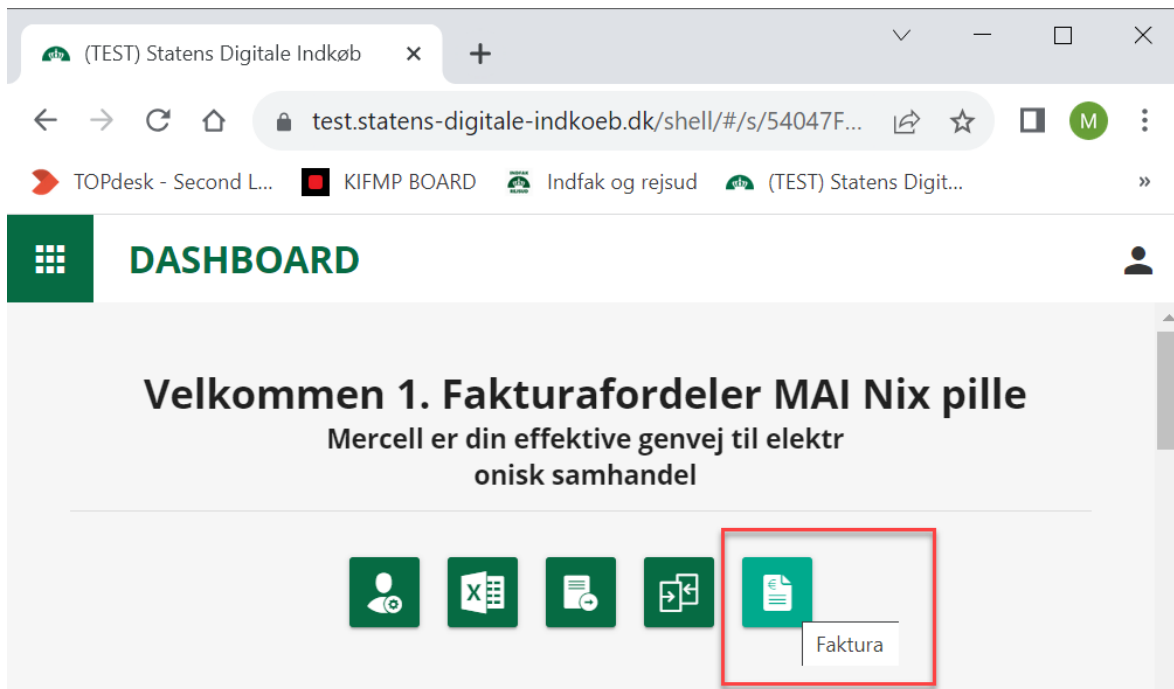 (TEST) Statens Digitale Indkøb
test.statens-digitale-indkoeb.dk/shell/#/s/54047F...
M
TOPdesk - Second L... KIFMP BOARD Indfak og rejsud (TEST) Statens Digit... »
DASHBOARD
Velkommen 1. Fakturafordeler MAI Nix pille
Mercell er din effektive genvej til elektr
onisk samhandel
Faktura